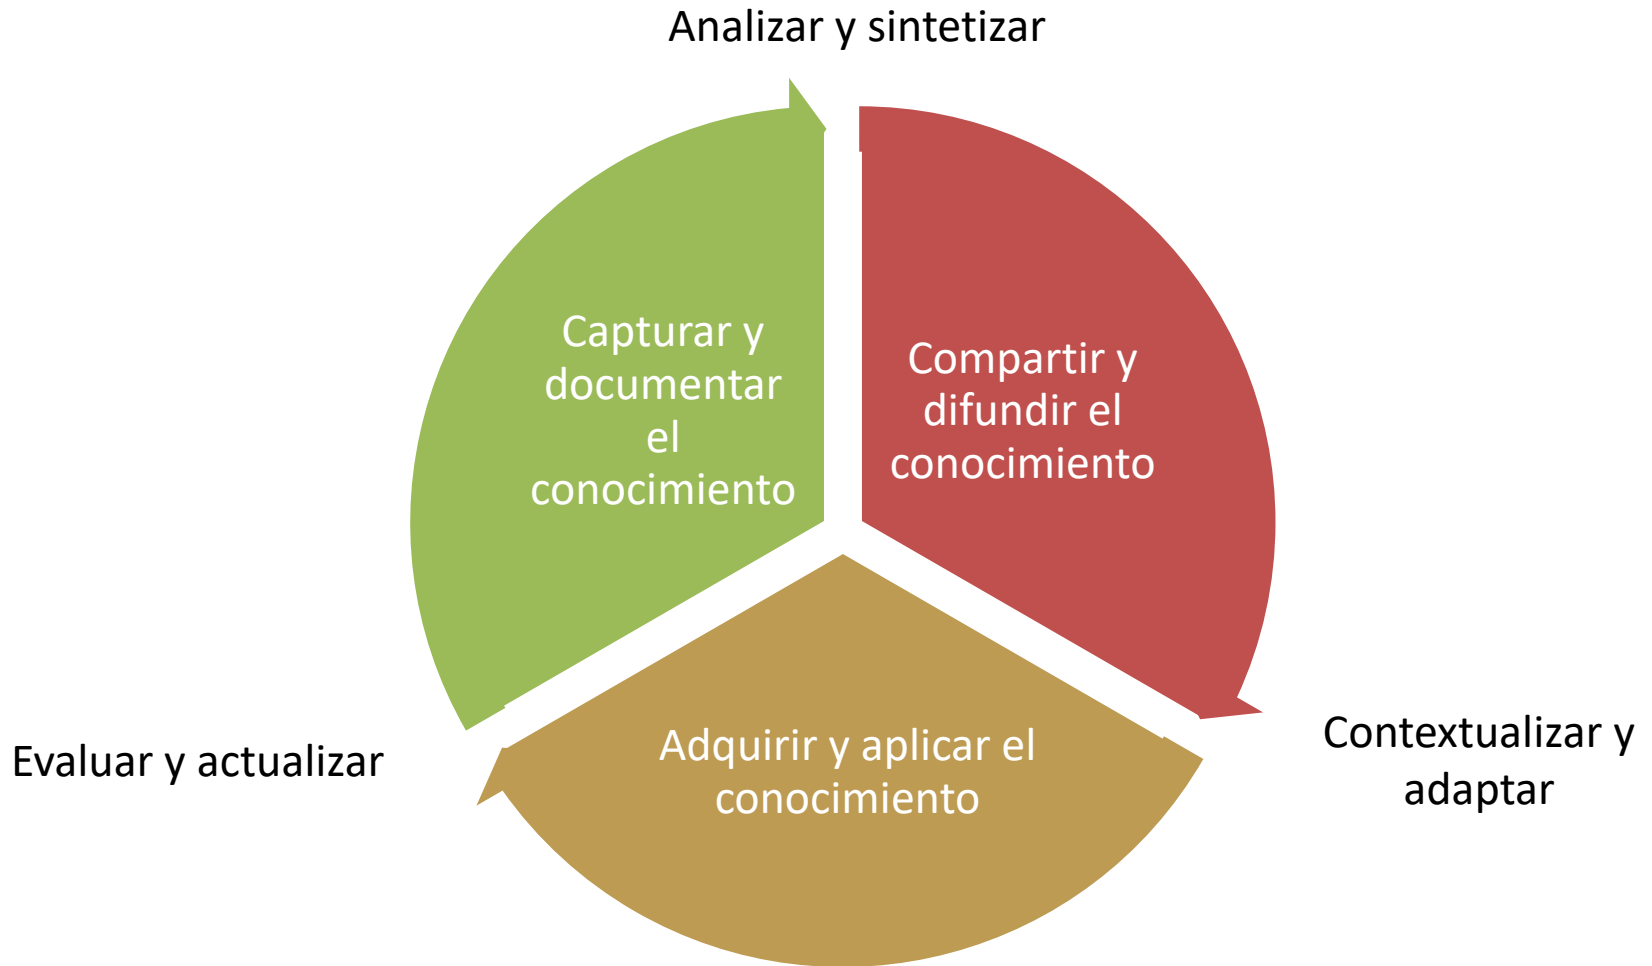 Analizar y sintetizar
Capturar y
documentar
el
conocimiento
Compartir y
difundir el
conocimiento
Adquirir y aplicar el
conocimiento
Evaluar y actualizar
Contextualizar y
adaptar